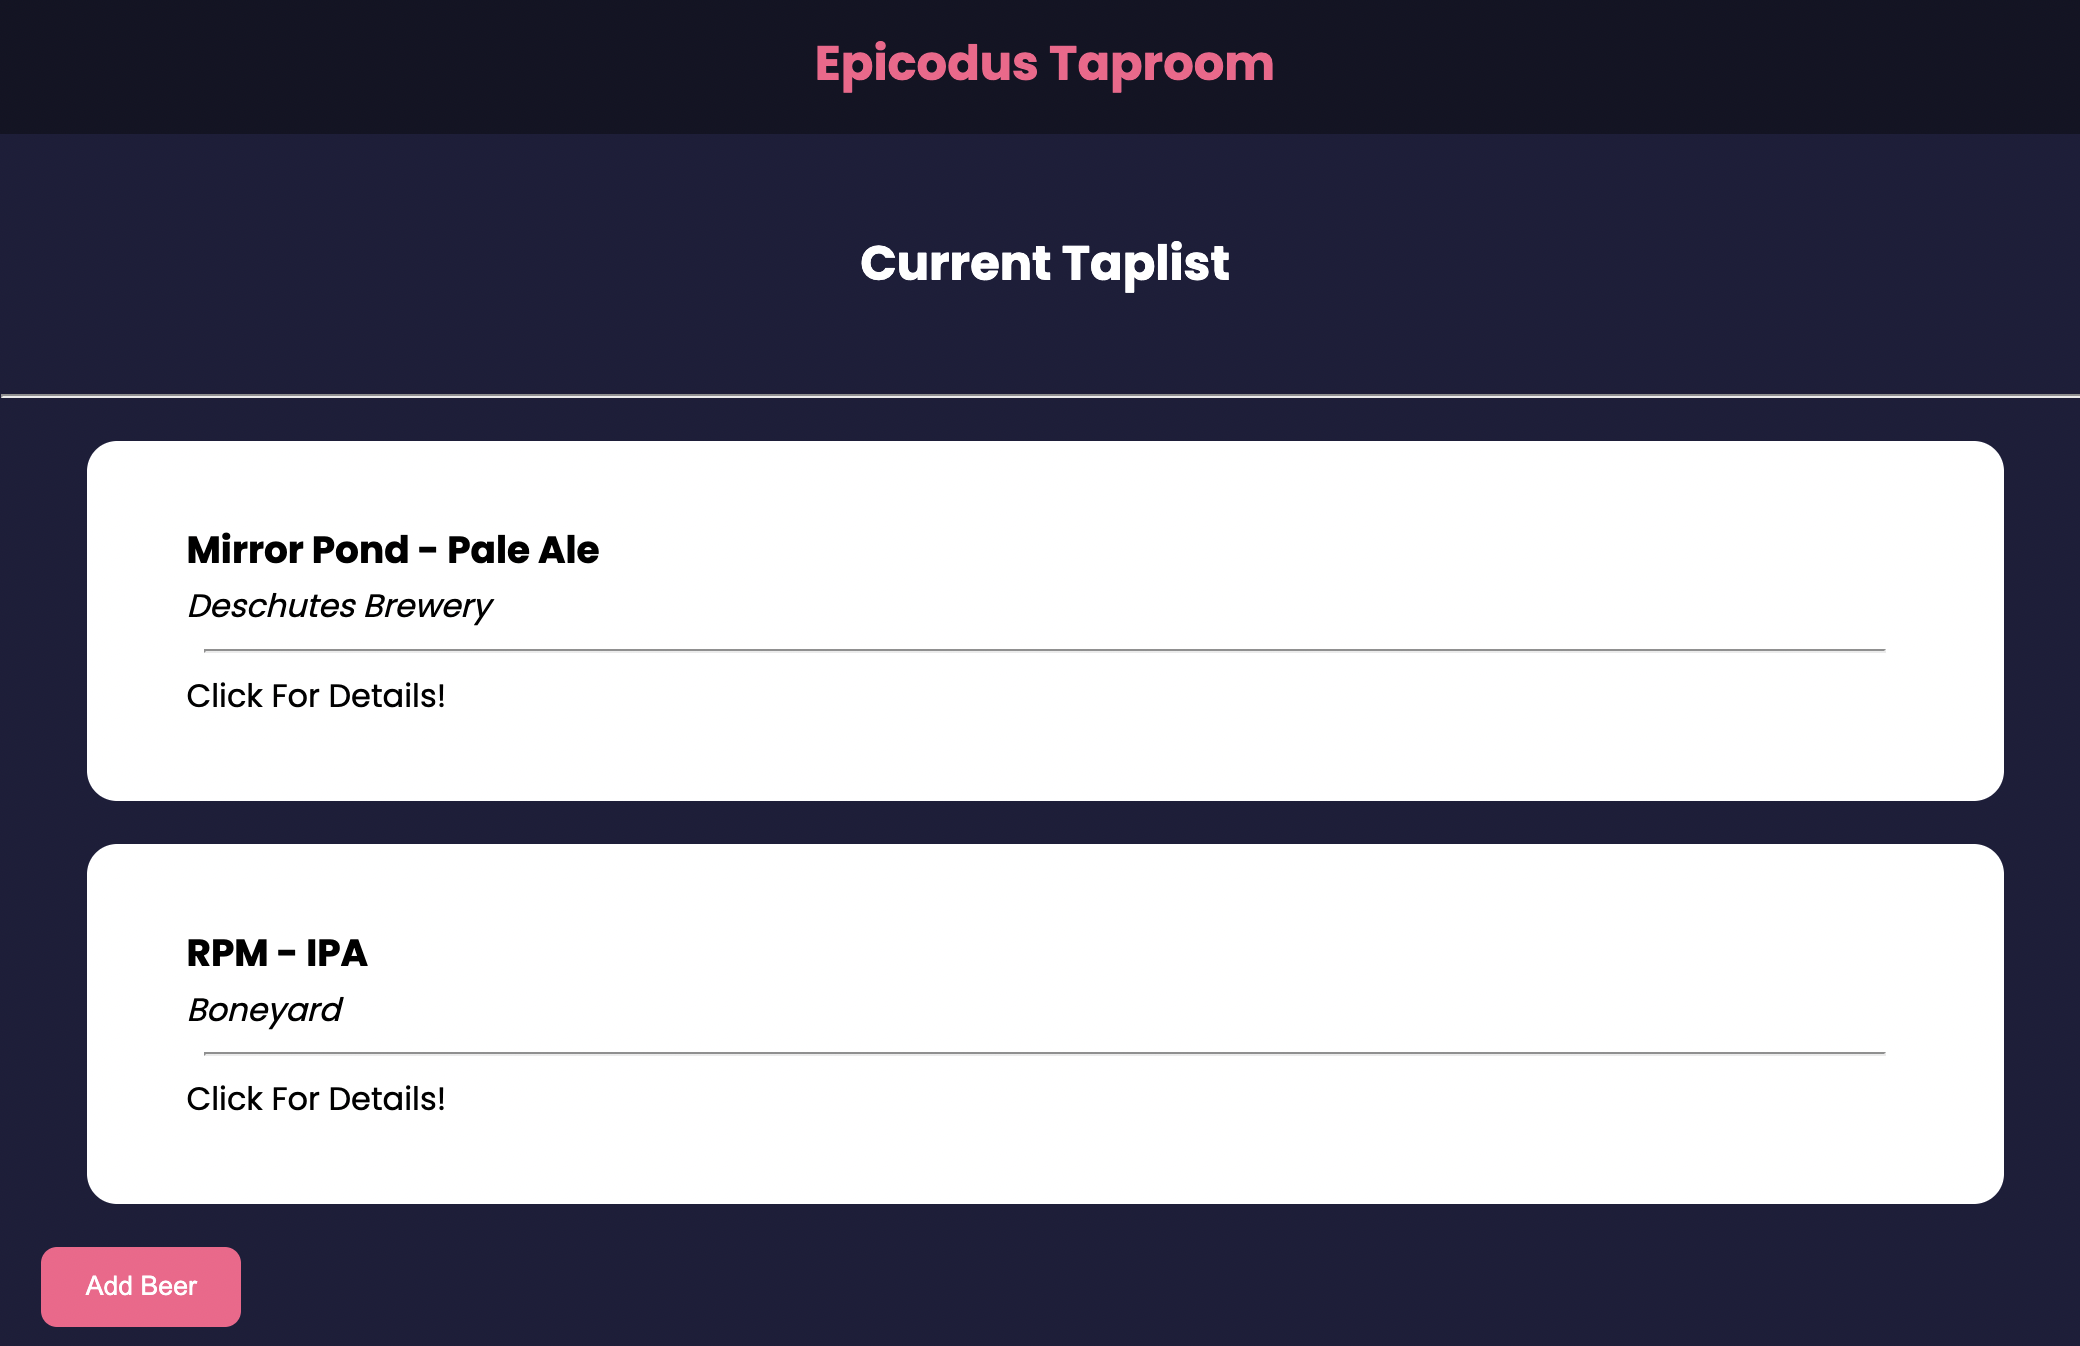 Epicodus Taproom
Current Taplist
Mirror Pond - Pale Ale
Deschutes Brewery
Click For Details!
RPM - IPA
Boneyard
Click For Details!
Add Beer